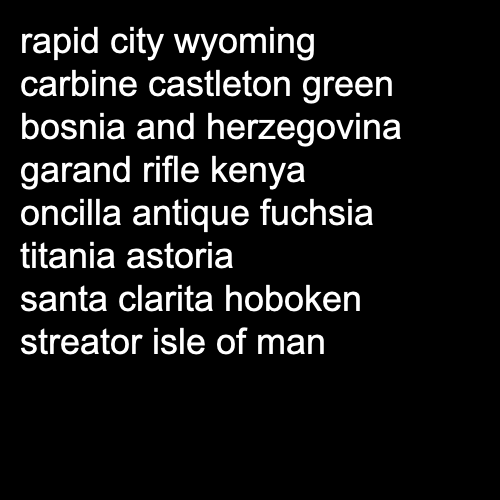 rapid city wyoming
carbine castleton green
bosnia and herzegovina
garand rifle kenya
oncilla antique fuchsia
titania astoria
santa clarita hoboken
streator isle of man